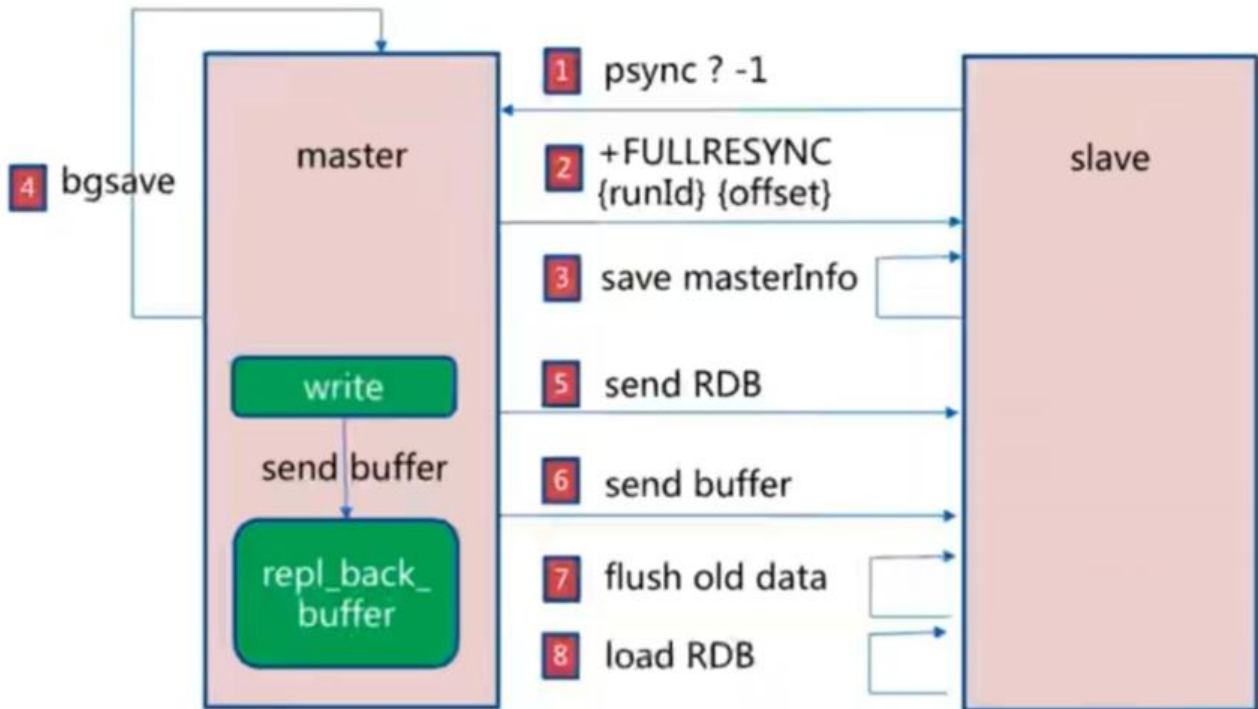 1 psync ? -1
master
2 +FULLRESYNC
{runId} {offset}
slave
4 bgsave
3 save masterInfo
write
5 send RDB
send buffer
6 send buffer
repl_back_
buffer
7 flush old data
8 load RDB